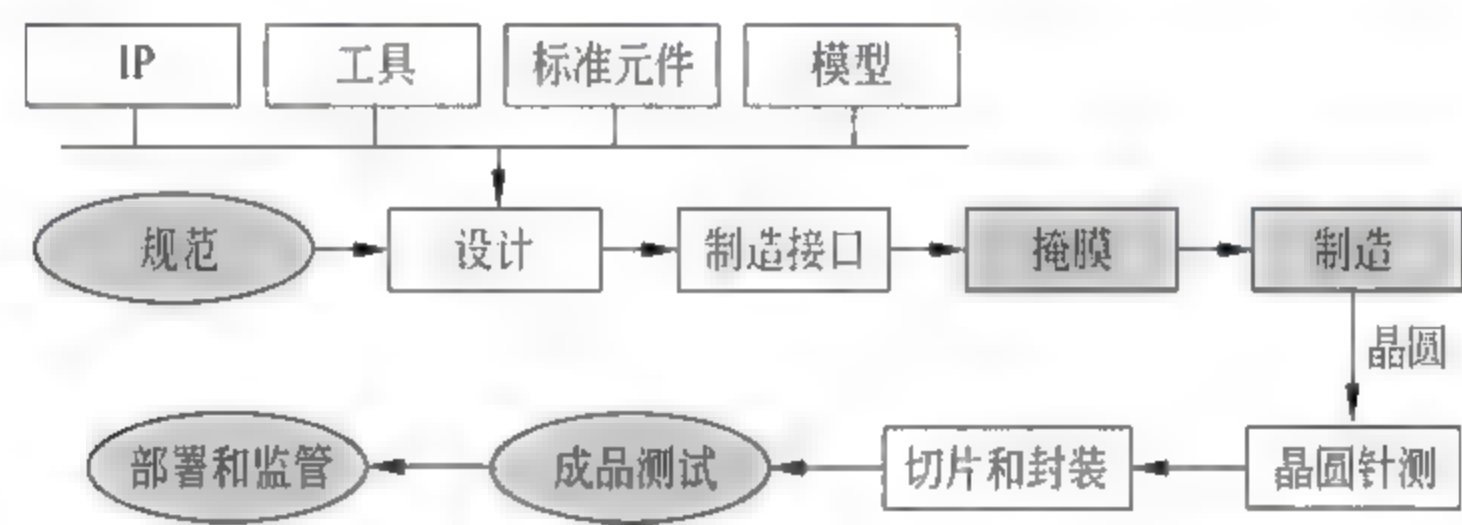 IP
工具
标准元件
模型
规范
设计
制造接口
掩膜
制造
晶圆
部署和监管
成品测试
切片和封装
晶圆针测